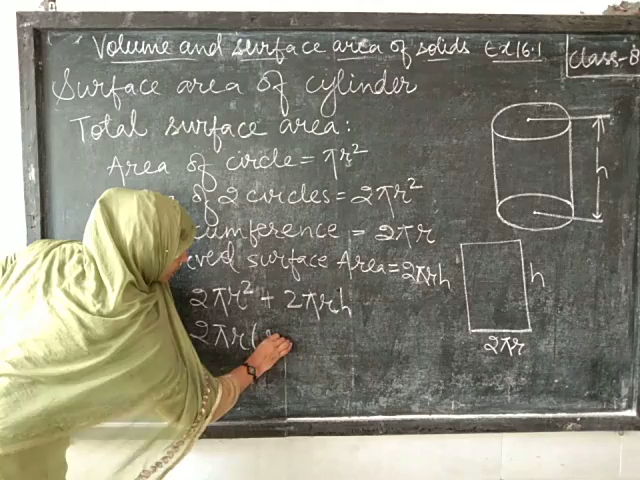 Volume and surface area of solids Ex 16.1
Class-8
Surface area of cylinder
Total surface area:
Area of circle = πr²
of 2 circles = 2πr²
cumference = 2πr
ved surface Area = 2πrh
2πr² + 2πrh
2πr(
h
h
2πr